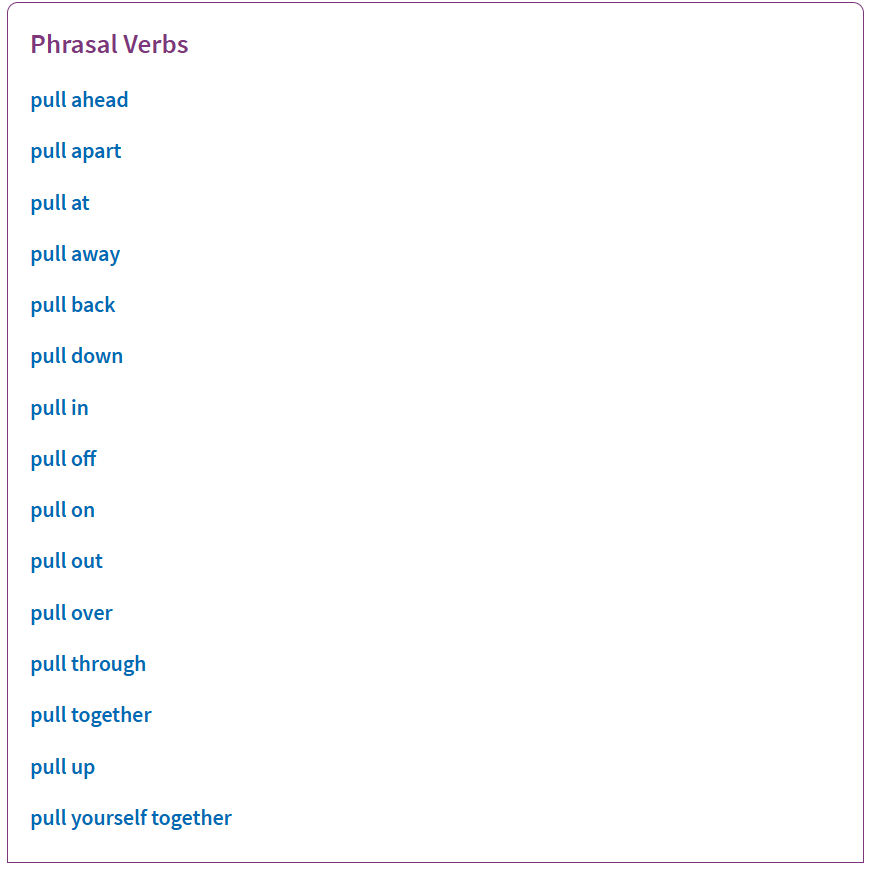 Phrasal Verbs
pull ahead
pull apart
pull at
pull away
pull back
pull down
pull in
pull off
pull on
pull out
pull over
pull through
pull together
pull up
pull yourself together